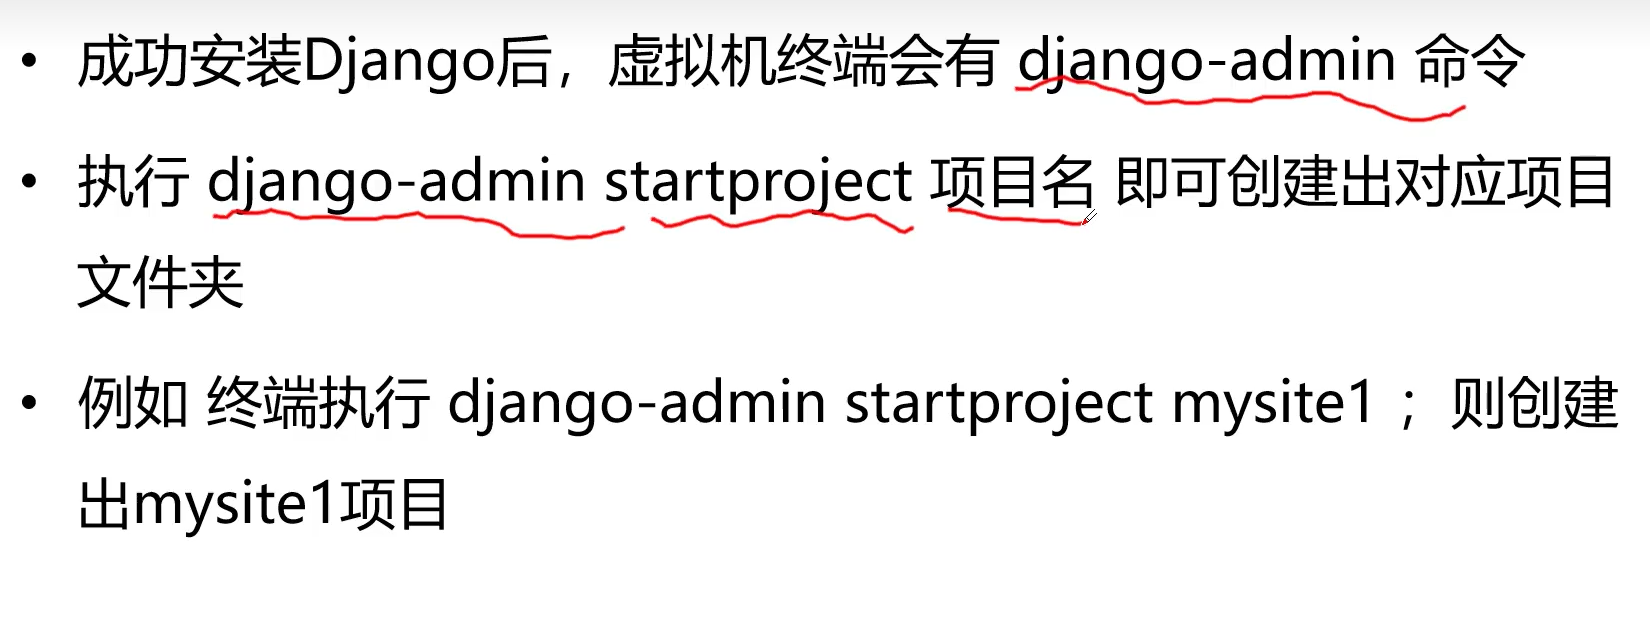 • 成功安装Django后，虚拟机终端会有 django-admin 命令
• 执行 django-admin startproject 项目名 即可创建出对应项目
文件夹
• 例如 终端执行 django-admin startproject mysite1 ；则创建
出mysite1项目